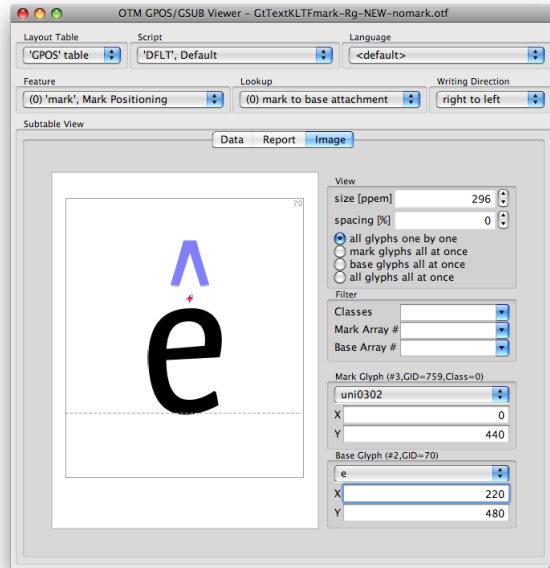 OTM GPOS/GSUB Viewer – GtTextKLTFmark-Rg-NEW-nomark.otf
Layout Table Script Language
'GPOS' table 'DFLT', Default <default>
Feature Lookup Writing Direction
(0) 'mark', Mark Positioning (0) mark to base attachment right to left
Subtable View
Data Report Image
70
^
e
View
size [ppem] 296
spacing [%] 0
all glyphs one by one
mark glyphs all at once
base glyphs all at once
all glyphs all at once
Filter
Classes
Mark Array #
Base Array #
Mark Glyph (#3,GID=759,Class=0)
uni0302
X 0
Y 440
Base Glyph (#2,GID=70)
e
X 220
Y 480